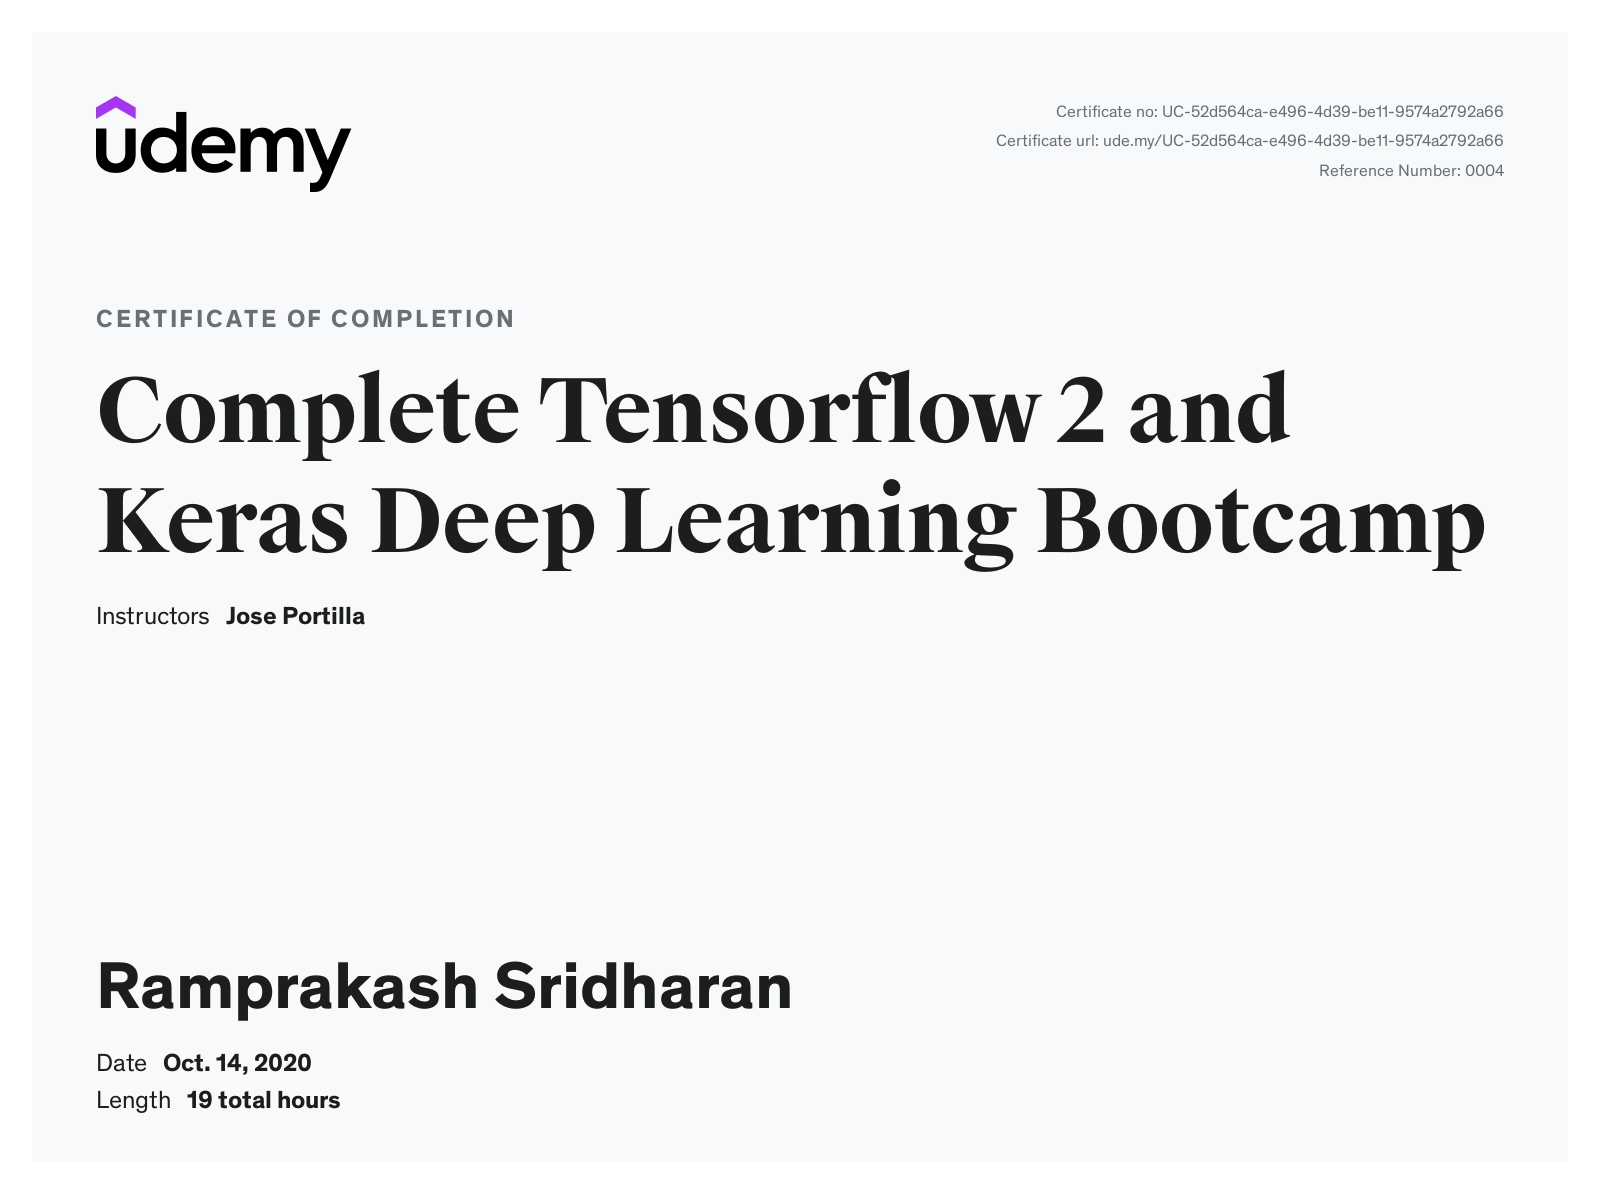 udemy
Certificate no: UC-52d564ca-e496-4d39-be11-9574a2792a66
Certificate url: ude.my/UC-52d564ca-e496-4d39-be11-9574a2792a66
Reference Number: 0004
CERTIFICATE OF COMPLETION
Complete Tensorflow 2 and
Keras Deep Learning Bootcamp
Instructors Jose Portilla
Ramprakash Sridharan
Date Oct. 14, 2020
Length 19 total hours